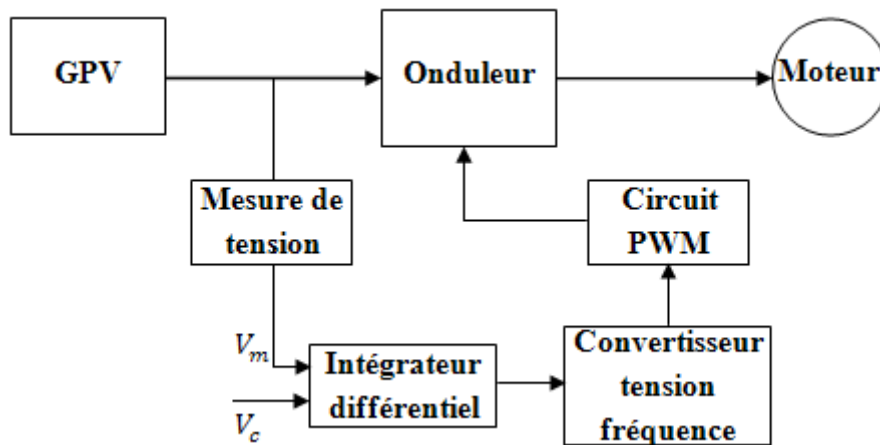 GPV
Onduleur
Moteur
Mesure de
tension
Circuit
PWM
V_m
V_c
Intégrateur
différentiel
Convertisseur
tension
fréquence